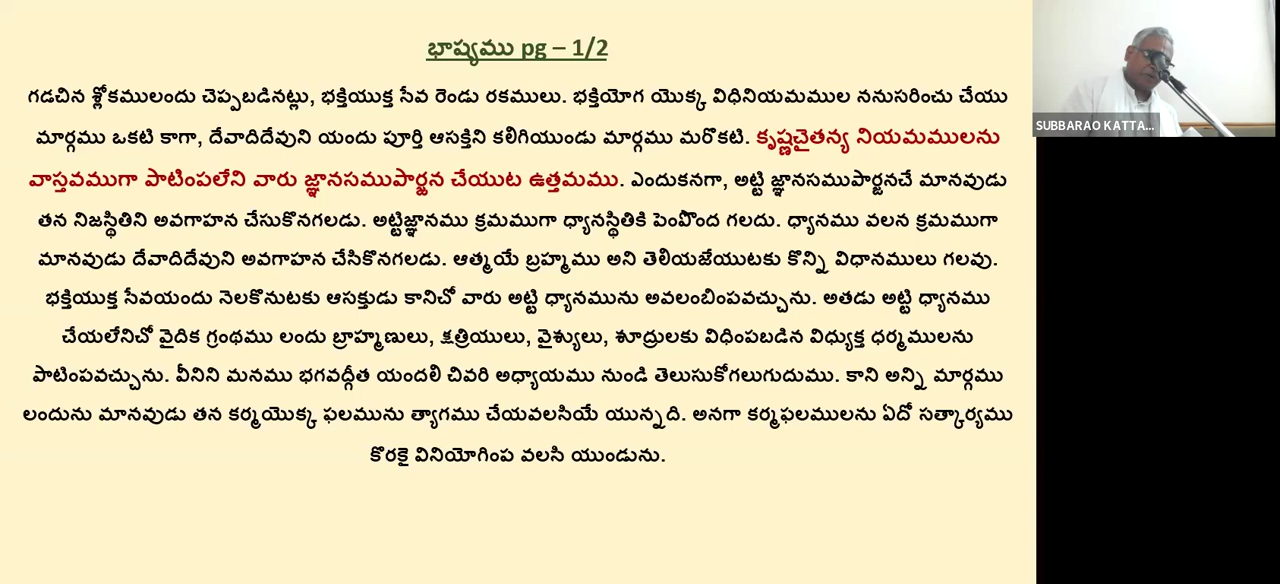 భాష్యము pg – 1/2
గడచిన శ్లోకములందు చెప్పబడినట్లు, భక్తియుక్త సేవ రెండు రకములు. భక్తియోగ యొక్క విధినియమముల ననుసరించు చేయు
మార్గము ఒకటి కాగా, దేవాదిదేవుని యందు పూర్తి ఆసక్తిని కలిగియుండు మార్గము మరొకటి. కృష్ణచైతన్య నియమములను
వాస్తవముగా పాటింపలేని వారు జ్ఞానసముపార్జన చేయుట ఉత్తమము. ఎందుకనగా, అట్టి జ్ఞానసముపార్జనచే మానవుడు
తన నిజస్థితిని అవగాహన చేసుకొనగలడు. అట్టిజ్ఞానము క్రమముగా ధ్యానస్థితికి పెంపొంద గలదు. ధ్యానము వలన క్రమముగా
మానవుడు దేవాదిదేవుని అవగాహన చేసికొనగలడు. ఆత్మయే బ్రహ్మము అని తెలియజేయుటకు కొన్ని విధానములు గలవు.
భక్తియుక్త సేవయందు నెలకొనుటకు ఆసక్తుడు కానిచో వారు అట్టి ధ్యానమును అవలంబింపవచ్చును. అతడు అట్టి ధ్యానము
చేయలేనిచో వైదిక గ్రంథము లందు బ్రాహ్మణులు, క్షత్రియులు, వైశ్యులు, శూద్రులకు విధింపబడిన విధ్యుక్త ధర్మములను
పాటింపవచ్చును. వీనిని మనము భగవద్గీత యందలి చివరి అధ్యాయము నుండి తెలుసుకోగలుగుదుము. కాని అన్ని మార్గము
లందును మానవుడు తన కర్మయొక్క ఫలమును త్యాగము చేయవలసియే యున్నది. అనగా కర్మఫలములను ఏదో సత్కార్యము
కొరకై వినియోగింప వలసి యుండును.
SUBBARAO KATTA...